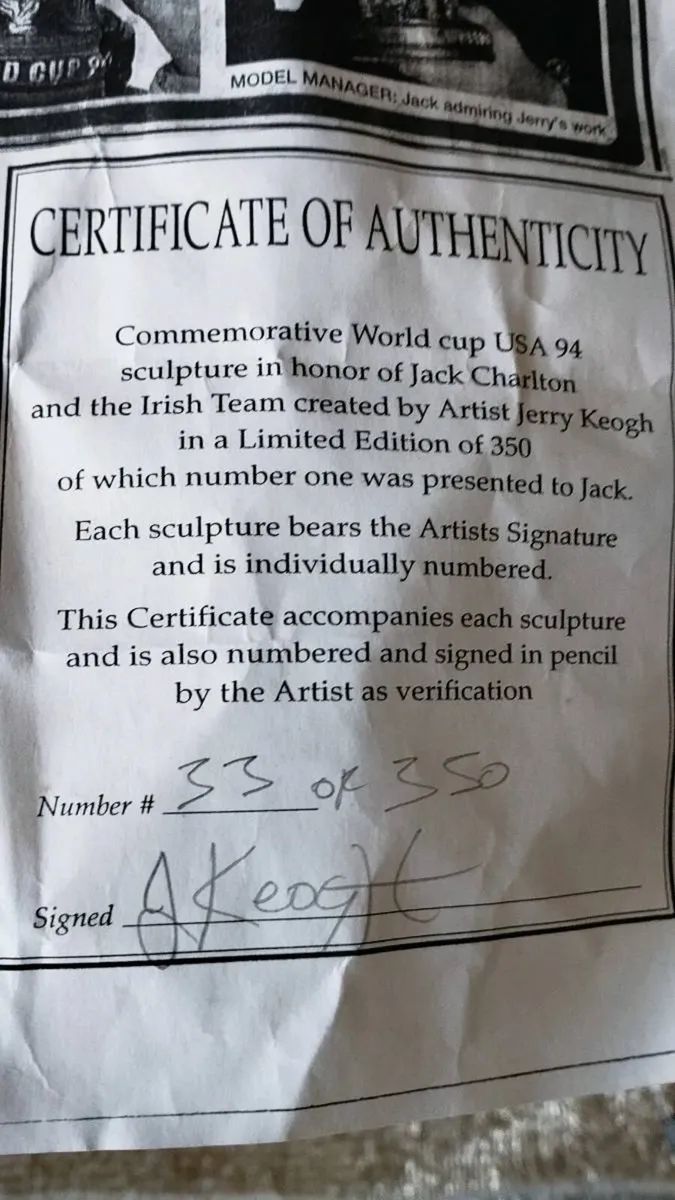 D CUP 94
MODEL MANAGER: Jack admiring Jerry's work
CERTIFICATE OF AUTHENTICITY
Commemorative World cup USA 94
sculpture in honor of Jack Charlton
and the Irish Team created by Artist Jerry Keogh
in a Limited Edition of 350
of which number one was presented to Jack.
Each sculpture bears the Artists Signature
and is individually numbered.
This Certificate accompanies each sculpture
and is also numbered and signed in pencil
by the Artist as verification
Number # 33 of 350
Signed J Keogh